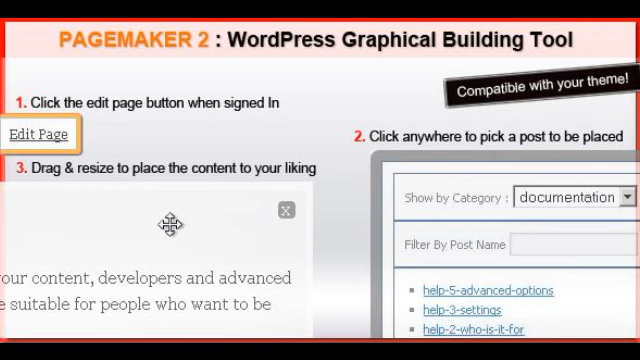 PAGEMAKER 2 : WordPress Graphical Building Tool
Compatible with your theme!
1. Click the edit page button when signed In
Edit Page
2. Click anywhere to pick a post to be placed
3. Drag & resize to place the content to your liking
X
our content, developers and advanced
e suitable for people who want to be
Show by Category : documentation
Filter By Post Name
help-5-advanced-options
help-3-settings
help-2-who-is-it-for